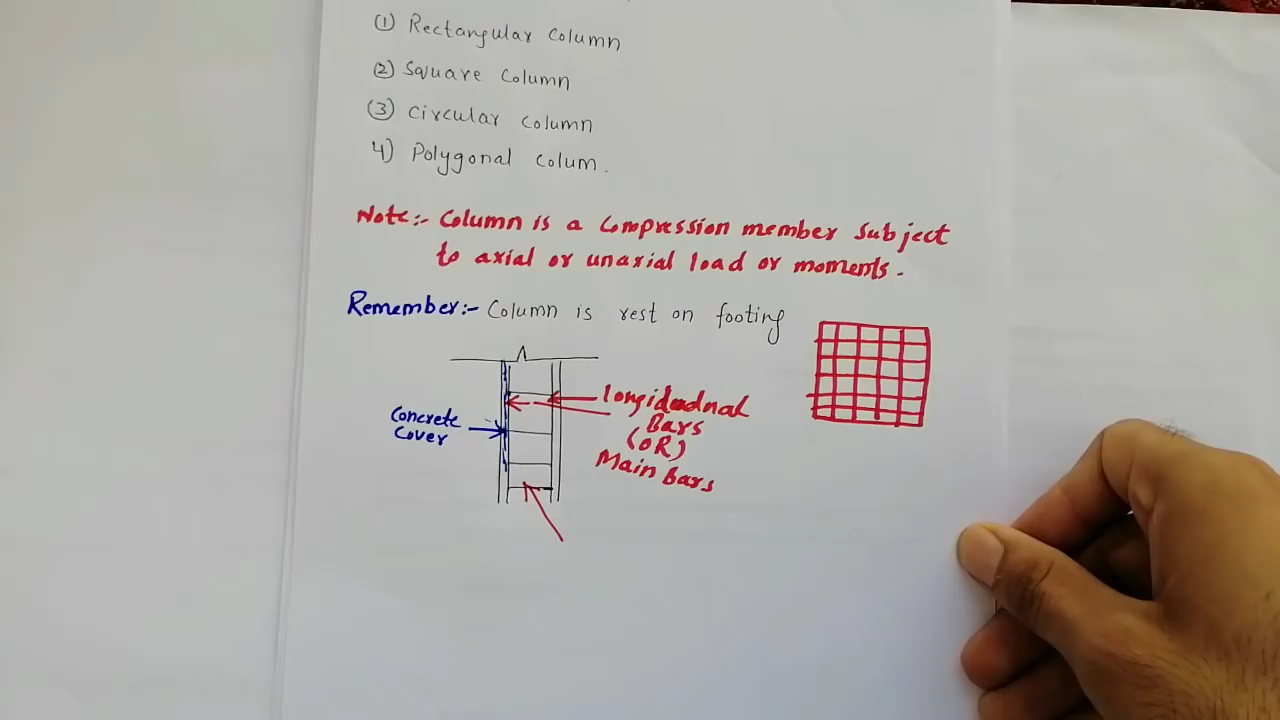 (1) Rectangular Column
(2) Square Column
(3) Circular Column
4) Polygonal Colum.
Note:- Column is a Compression member Subject
to axial or unaxial load or moments.
Remember:- Column is rest on footing
Concrete
Cover
Longidudnal
Bars
(OR)
Main Bars